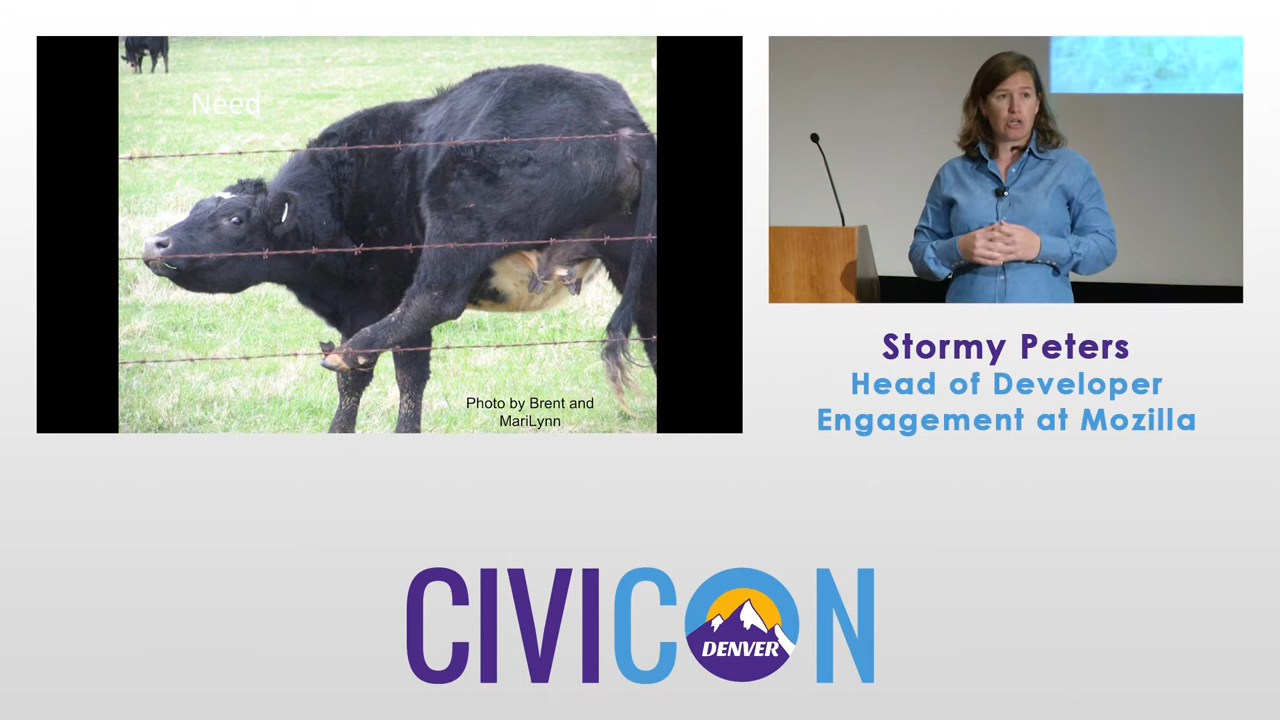 Need
Photo by Brent and
MariLynn
Stormy Peters
Head of Developer
Engagement at Mozilla
CIVICON
DENVER